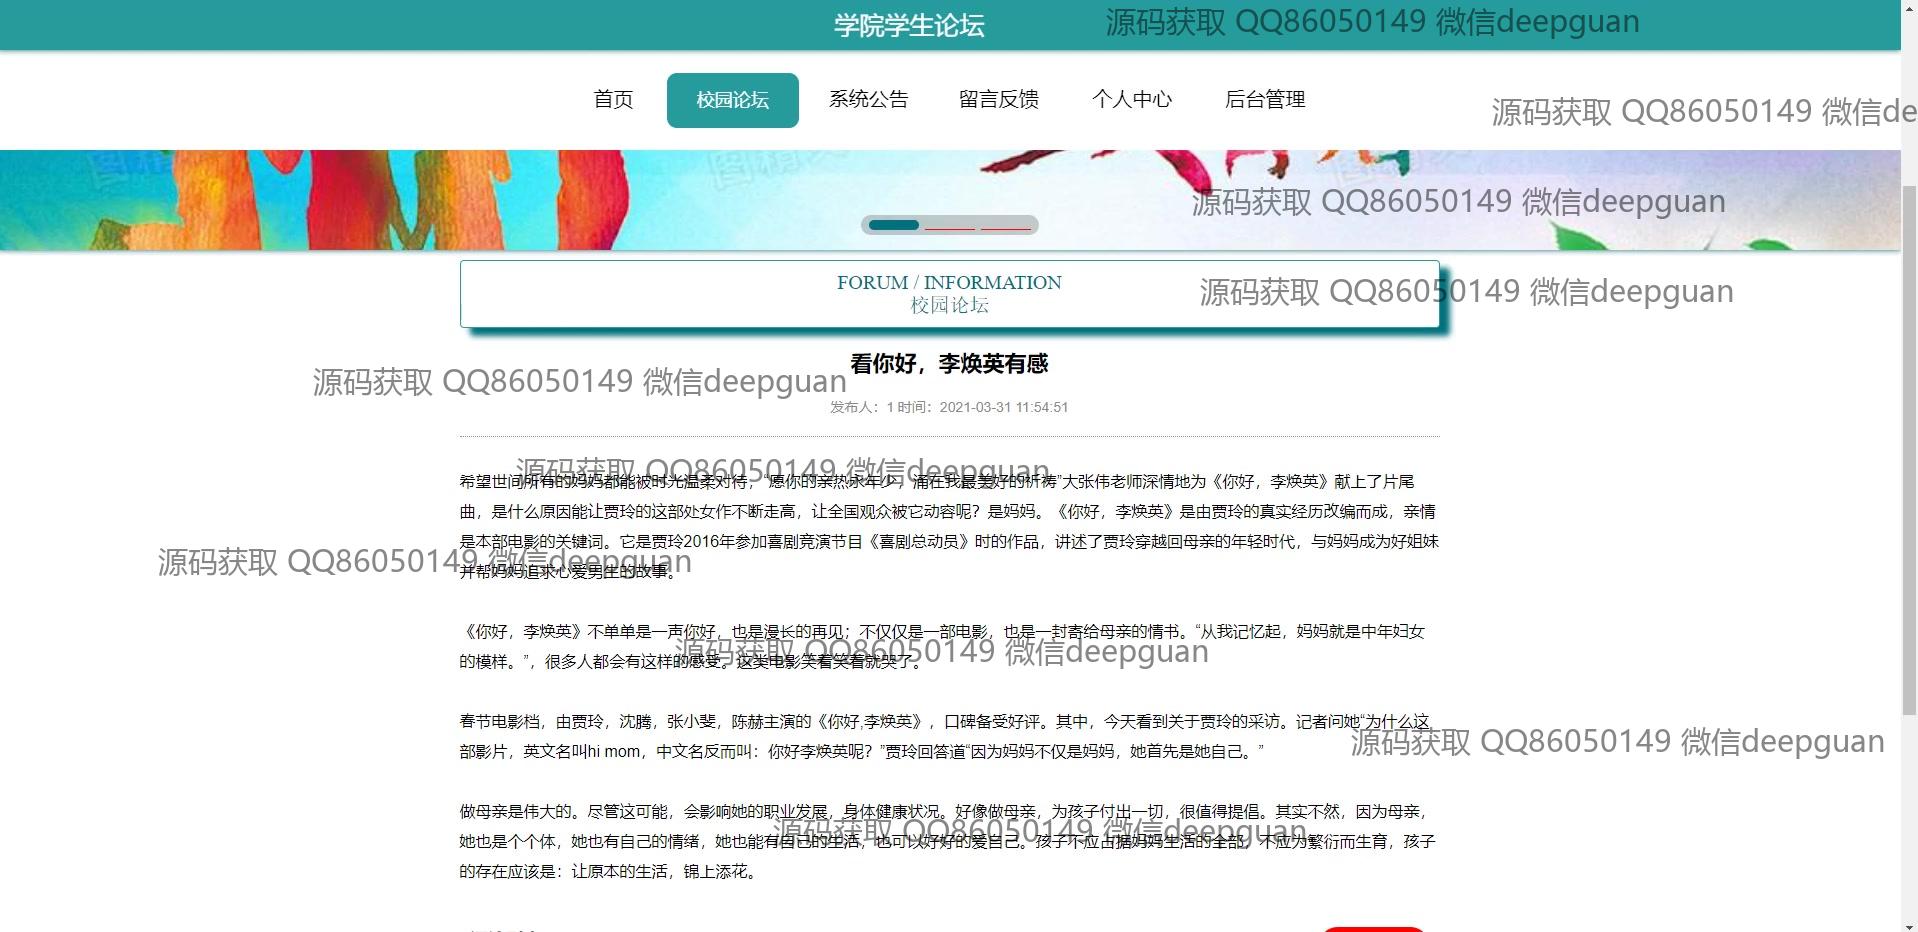 学院学生论坛
源码获取 QQ86050149 微信deepguan
首页 校园论坛 系统公告 留言反馈 个人中心 后台管理
源码获取 QQ86050149 微信de
源码获取 QQ86050149 微信deepguan
FORUM / INFORMATION
校园论坛
源码获取 QQ86050149 微信deepguan
看你好，李焕英有感
源码获取 QQ86050149 微信deepguan
发布人：1 时间：2021-03-31 11:54:51
源码获取 QQ86050149 微信deepguan
希望世间所有的妈妈都能被时光温柔对待，“愿你的亲热永年少，涌在我最美好的祈祷”大张伟老师深情地为《你好，李焕英》献上了片尾
曲，是什么原因能让贾玲的这部处女作不断走高，让全国观众被它动容呢？是妈妈。《你好，李焕英》是由贾玲的真实经历改编而成，亲情
是本部电影的关键词。它是贾玲2016年参加喜剧竞演节目《喜剧总动员》时的作品，讲述了贾玲穿越回母亲的年轻时代，与妈妈成为好姐妹
源码获取 QQ86050149 微信deepguan
并帮妈妈追求心爱男生的故事。
《你好，李焕英》不单单是一声你好，也是漫长的再见；不仅仅是一部电影，也是一封寄给母亲的情书。“从我记忆起，妈妈就是中年妇女
源码获取 QQ86050149 微信deepguan
的模样。”，很多人都会有这样的感受。这类电影笑着笑着就哭了。
春节电影档，由贾玲，沈腾，张小斐，陈赫主演的《你好,李焕英》，口碑备受好评。其中，今天看到关于贾玲的采访。记者问她“为什么这
源码获取 QQ86050149 微信deepguan
部影片，英文名叫hi mom，中文名反而叫：你好李焕英呢？”贾玲回答道“因为妈妈不仅是妈妈，她首先是她自己。”
做母亲是伟大的。尽管这可能，会影响她的职业发展，身体健康状况。好像做母亲，为孩子付出一切，很值得提倡。其实不然，因为母亲，
源码获取 QQ86050149 微信deepguan
她也是个个体，她也有自己的情绪，她也能有自己的生活，也可以好好的爱自己。孩子不应占据妈妈生活的全部，不应为繁衍而生育，孩子
的存在应该是：让原本的生活，锦上添花。